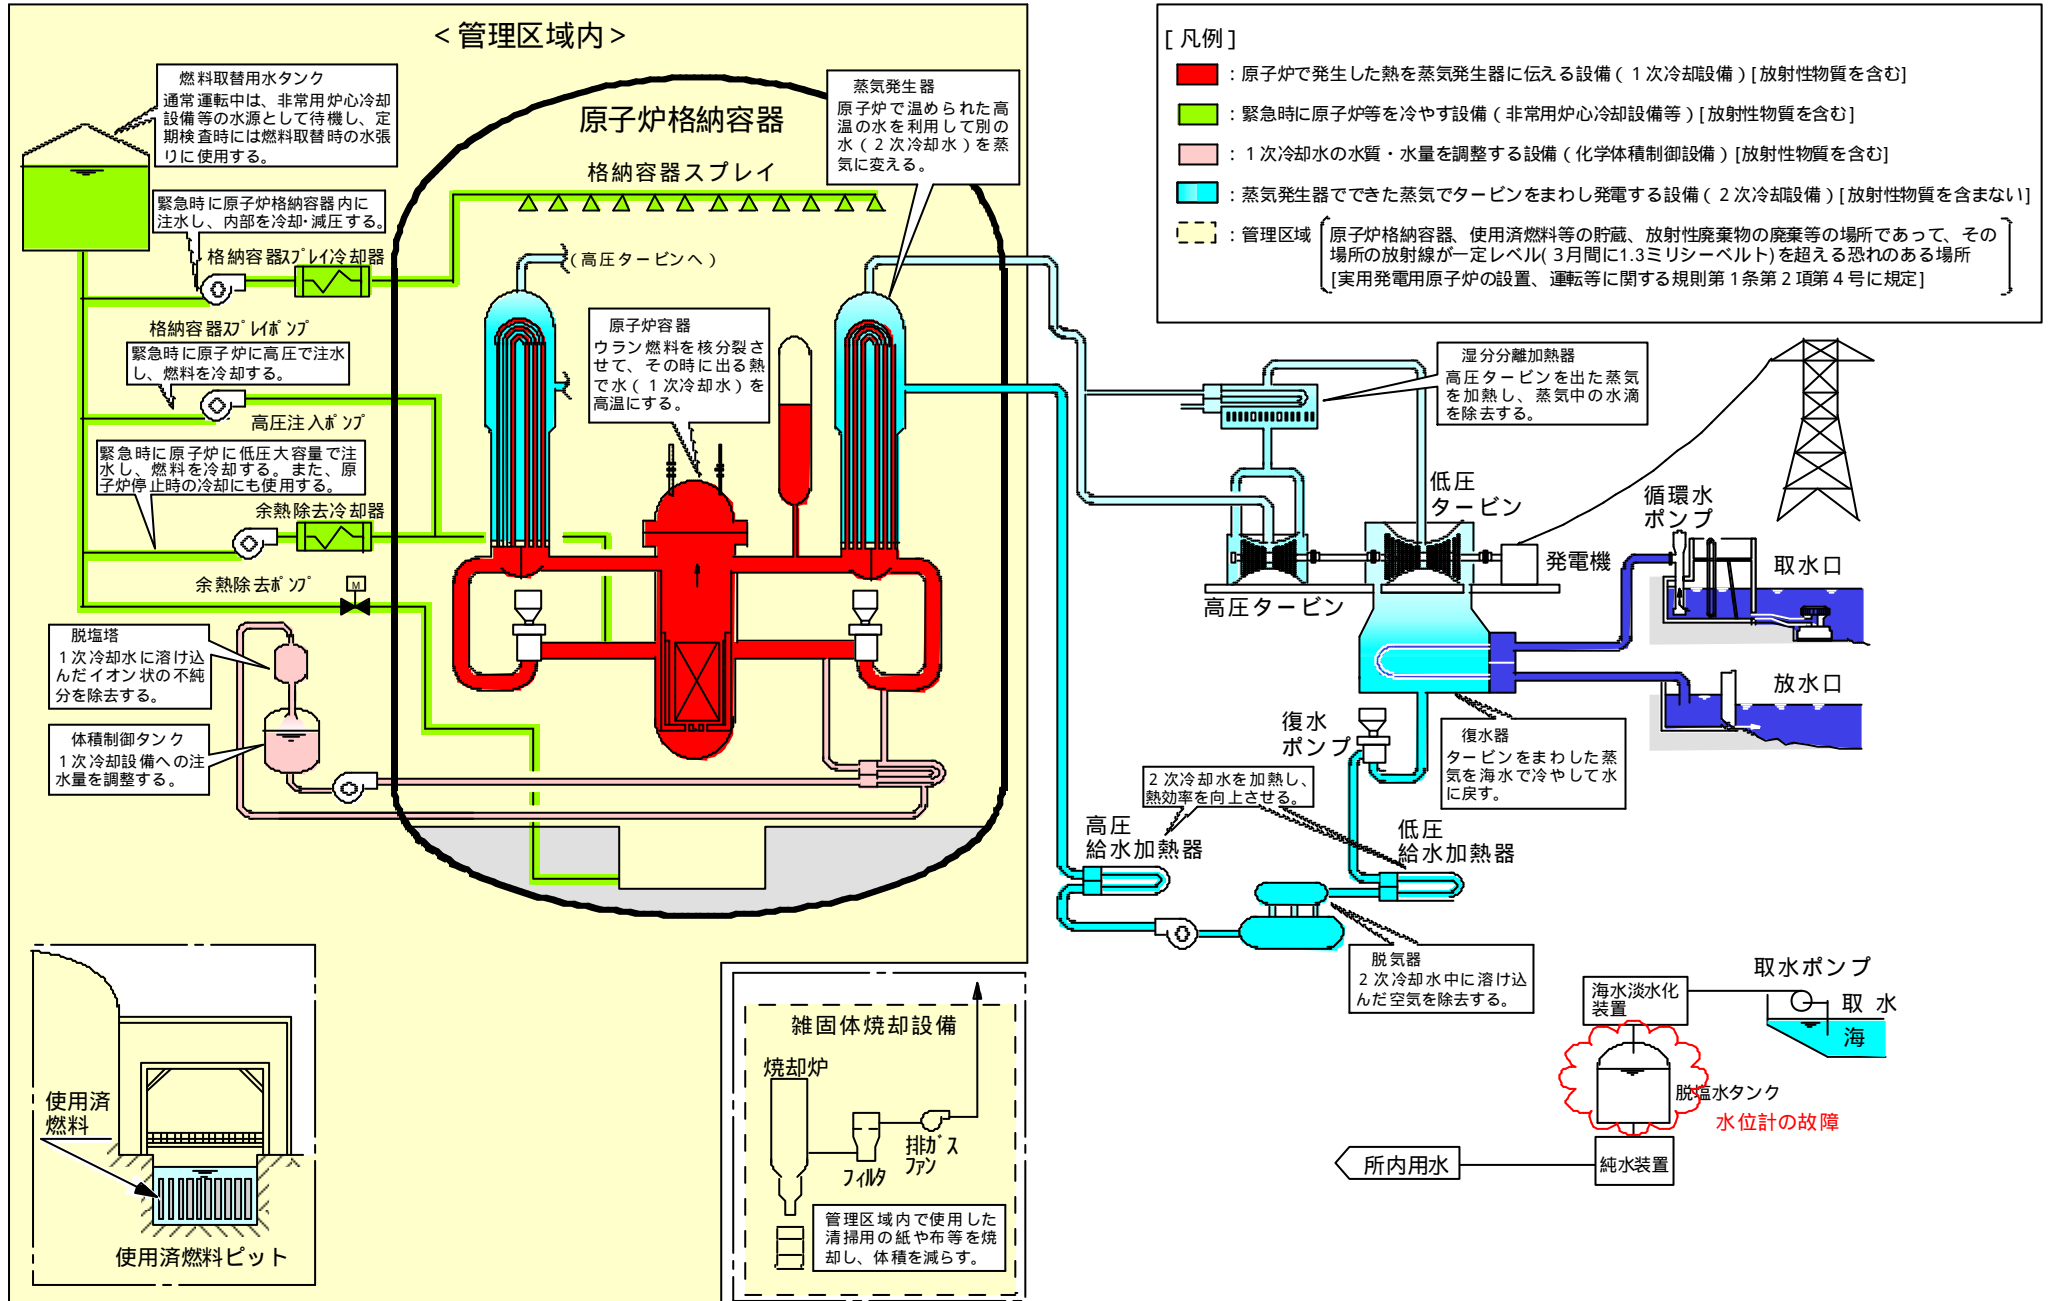 ＜管理区域内＞
燃料取替用水タンク
通常運転中は、非常用炉心冷却
設備等の水源として待機し、定
期検査時には燃料取替時の水張
りに使用する。
緊急時に原子炉格納容器内に
注水し、内部を冷却・減圧する。
格納容器スプレイ冷却器
格納容器スプレイポンプ
緊急時に原子炉に高圧で注水
し、燃料を冷却する。
高圧注入ポンプ
緊急時に原子炉に低圧大容量で注
水し、燃料を冷却する。また、原
子炉停止時の冷却にも使用する。
余熱除去冷却器
余熱除去ポンプ
M
脱塩塔
１次冷却水に溶け込
んだイオン状の不純
分を除去する。
体積制御タンク
１次冷却設備への注
水量を調整する。
原子炉格納容器
格納容器スプレイ
（高圧タービンへ）
蒸気発生器
原子炉で温められた高
温の水を利用して別の
水（２次冷却水）を蒸
気に変える。
原子炉容器
ウラン燃料を核分裂さ
せて、その時に出る熱
で水（１次冷却水）を
高温にする。
[凡例]
：原子炉で発生した熱を蒸気発生器に伝える設備（１次冷却設備）[放射性物質を含む]
：緊急時に原子炉等を冷やす設備（非常用炉心冷却設備等）[放射性物質を含む]
：１次冷却水の水質・水量を調整する設備（化学体積制御設備）[放射性物質を含む]
：蒸気発生器でできた蒸気でタービンをまわし発電する設備（２次冷却設備）[放射性物質を含まない]
：管理区域
原子炉格納容器、使用済燃料等の貯蔵、放射性廃棄物の廃棄等の場所であって、その
場所の放射線が一定レベル(３月間に1.3ミリシーベルト)を超える恐れのある場所
[実用発電用原子炉の設置、運転等に関する規則第１条第２項第４号に規定]
湿分分離加熱器
高圧タービンを出た蒸気
を加熱し、蒸気中の水滴
を除去する。
低圧
タービン
高圧タービン
発電機
循環水
ポンプ
取水口
放水口
復水
ポンプ
復水器
タービンをまわした蒸
気を海水で冷やして水
に戻す。
２次冷却水を加熱し、
熱効率を向上させる。
高圧
給水加熱器
低圧
給水加熱器
脱気器
２次冷却水中に溶け込
んだ空気を除去する。
取水ポンプ
取 水
海
海水淡水化
装置
脱塩水タンク
水位計の故障
純水装置
所内用水
使用済
燃料
使用済燃料ピット
雑固体焼却設備
焼却炉
フィルタ
排ガス
ファン
管理区域内で使用した
清掃用の紙や布等を焼
却し、体積を減らす。